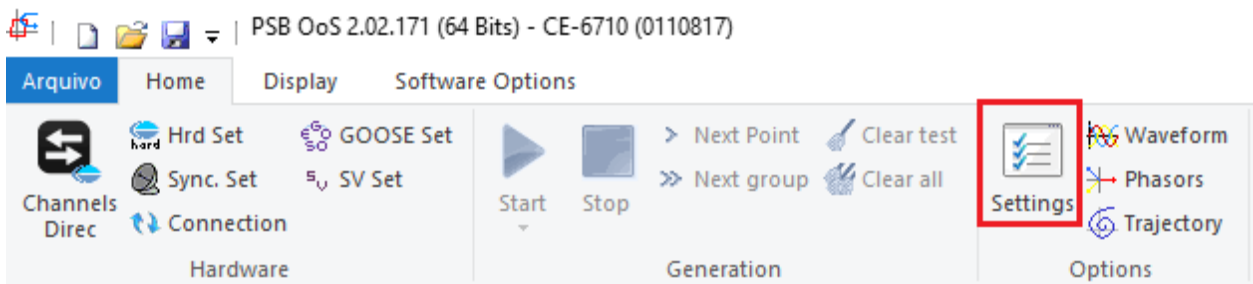 PSB OoS 2.02.171 (64 Bits) - CE-6710 (0110817)
Arquivo Home Display Software Options
Channels Direc
hard Hrd Set
Sync. Set
Connection
GOOSE Set
SV Set
Hardware
Start
Stop
Next Point
Next group
Clear test
Clear all
Generation
Settings
Waveform
Phasors
Trajectory
Options